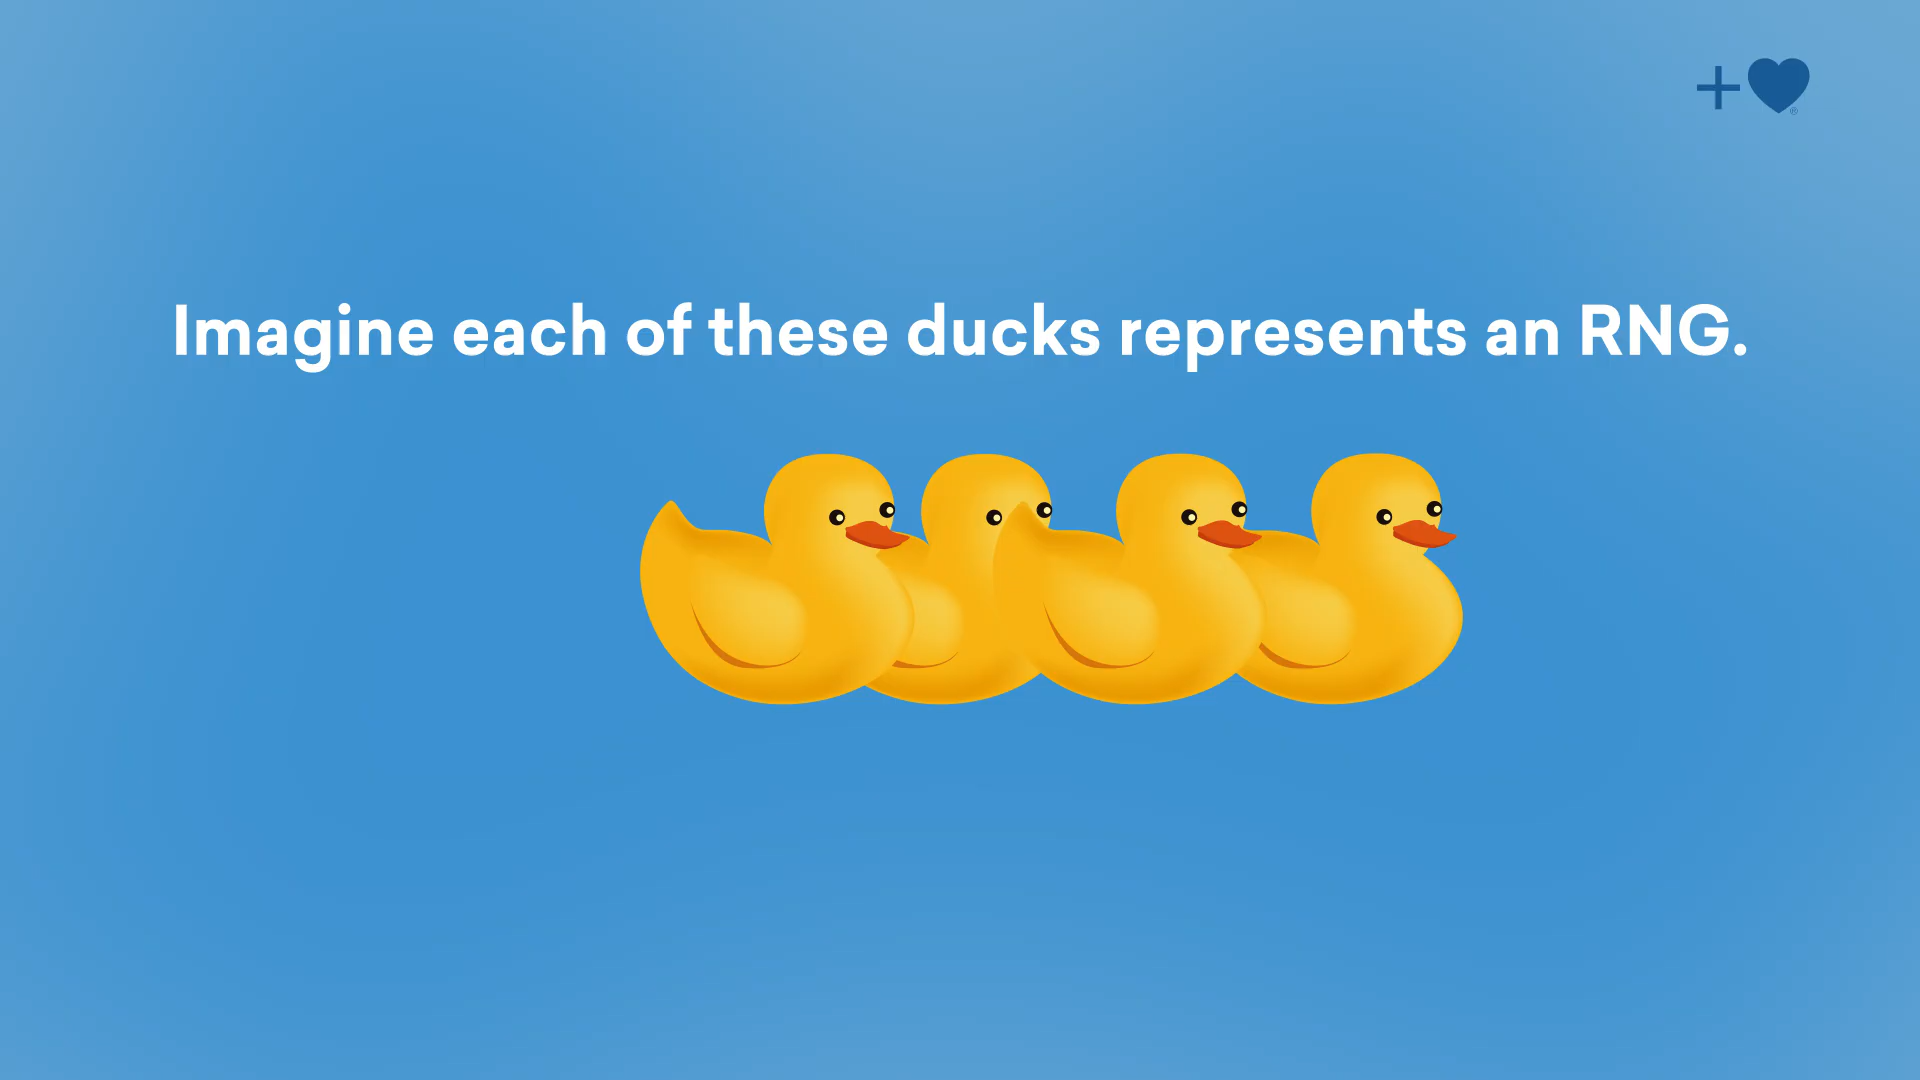 Imagine each of these ducks represents an RNG.